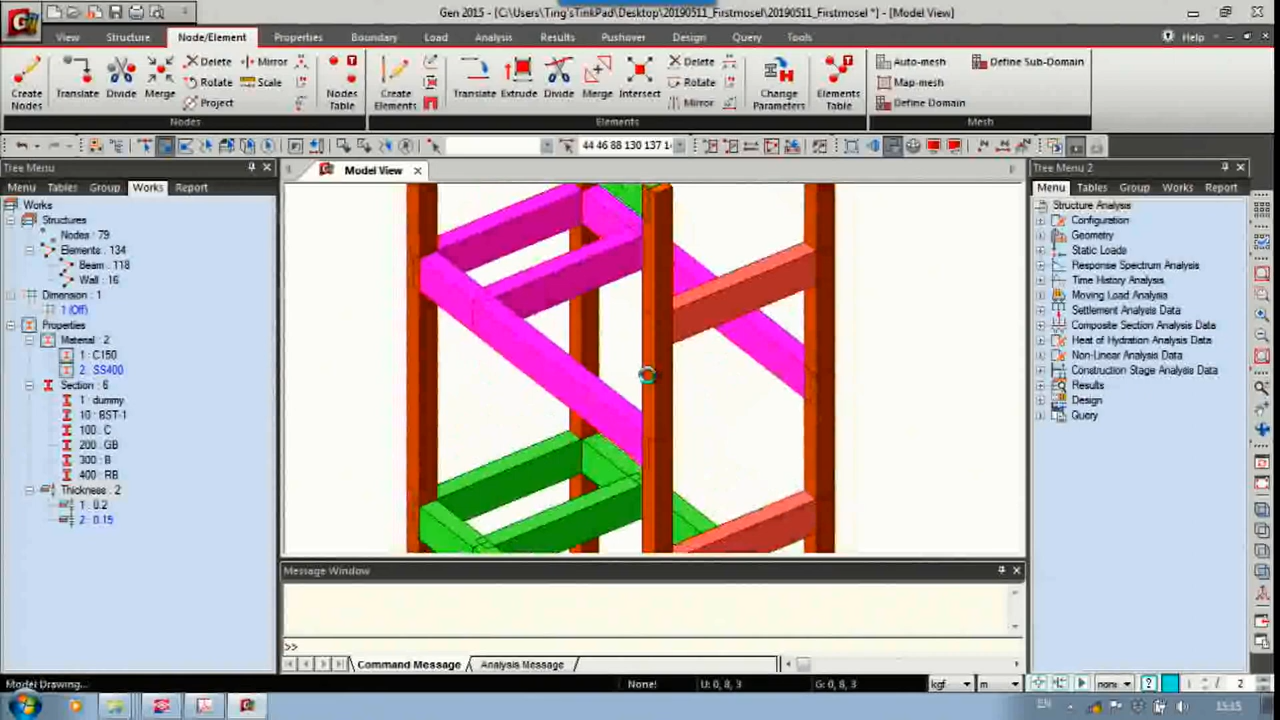 Gen 2015 - [C:\Users\Ting'sTinkPad\Desktop\20190511_Firstmosel\20190511_Firstmosel *] - [Model View]
View Structure Node/Element Properties Boundary Load Analysis Results Pushover Design Query Tools Help
Create Nodes
Translate
Divide
Merge
Delete
Mirror
Rotate
Scale
Project
Nodes Table
Nodes
Create Elements
Translate
Extrude
Divide
Merge
Intersect
Delete
Rotate
Mirror
Change Parameters
Elements Table
Elements
Auto-mesh
Define Sub-Domain
Map-mesh
Define Domain
Mesh
44 46 88 130 137 1
Tree Menu
Menu Tables Group Works Report
Works
Structures
Nodes : 79
Elements : 134
Beam : 118
Wall : 16
Dimension : 1
1 (Off)
Properties
Material : 2
1 : C150
2 : SS400
Section : 6
1 : dummy
10 : BST-1
100 : C
200 : GB
300 : B
400 : RB
Thickness : 2
1 : 0.2
2 : 0.15
Model View
Message Window
>>
Command Message Analysis Message
Tree Menu 2
Menu Tables Group Works Report
Structure Analysis
Configuration
Geometry
Static Loads
Response Spectrum Analysis
Time History Analysis
Moving Load Analysis
Settlement Analysis Data
Composite Section Analysis Data
Heat of Hydration Analysis Data
Non-Linear Analysis Data
Construction Stage Analysis Data
Results
Design
Query
Model Drawing...
None! U: 0, 8, 3 G: 0, 8, 3 kgf m none ? / 2
EN 15:15